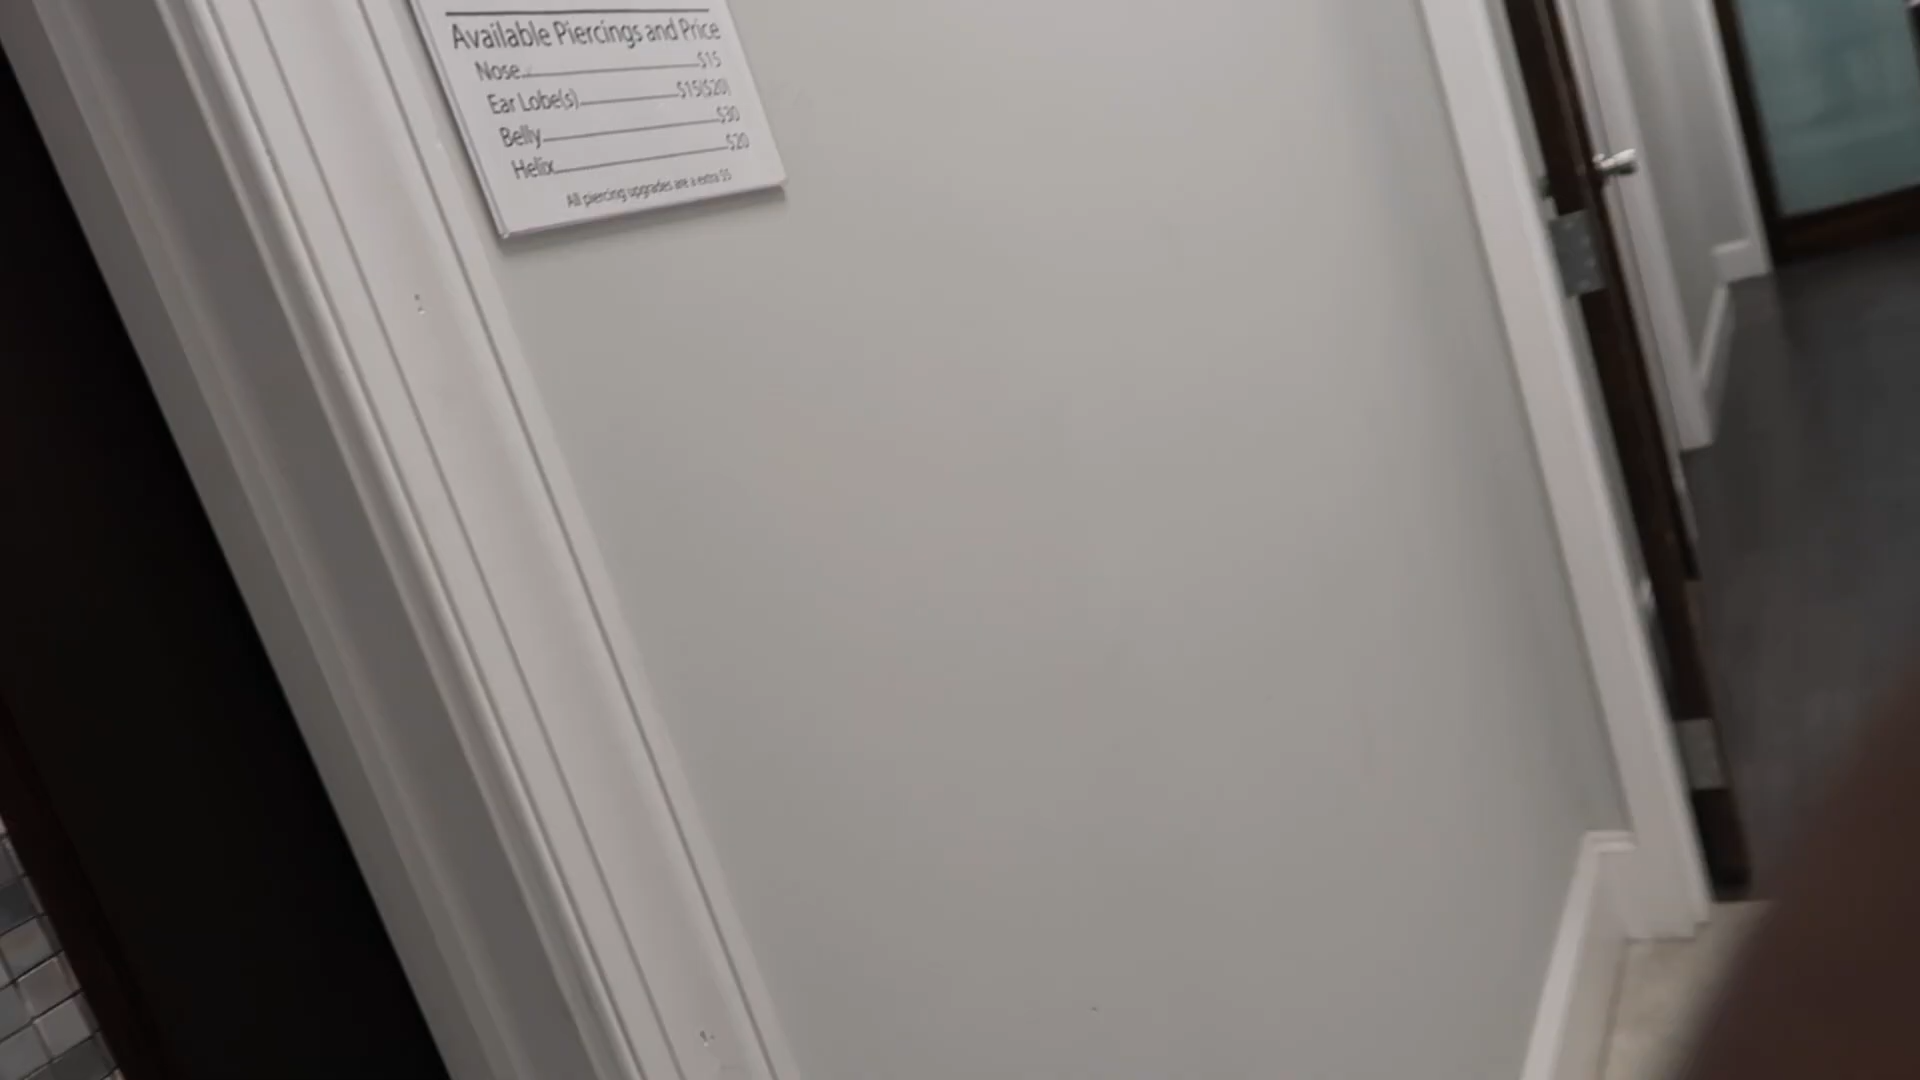 Available Piercings and Price
Nose..........$15
Ear Lobe(s)..........$15($20)
Belly..........$30
Helix..........$20
All piercing upgrades are a extra $5